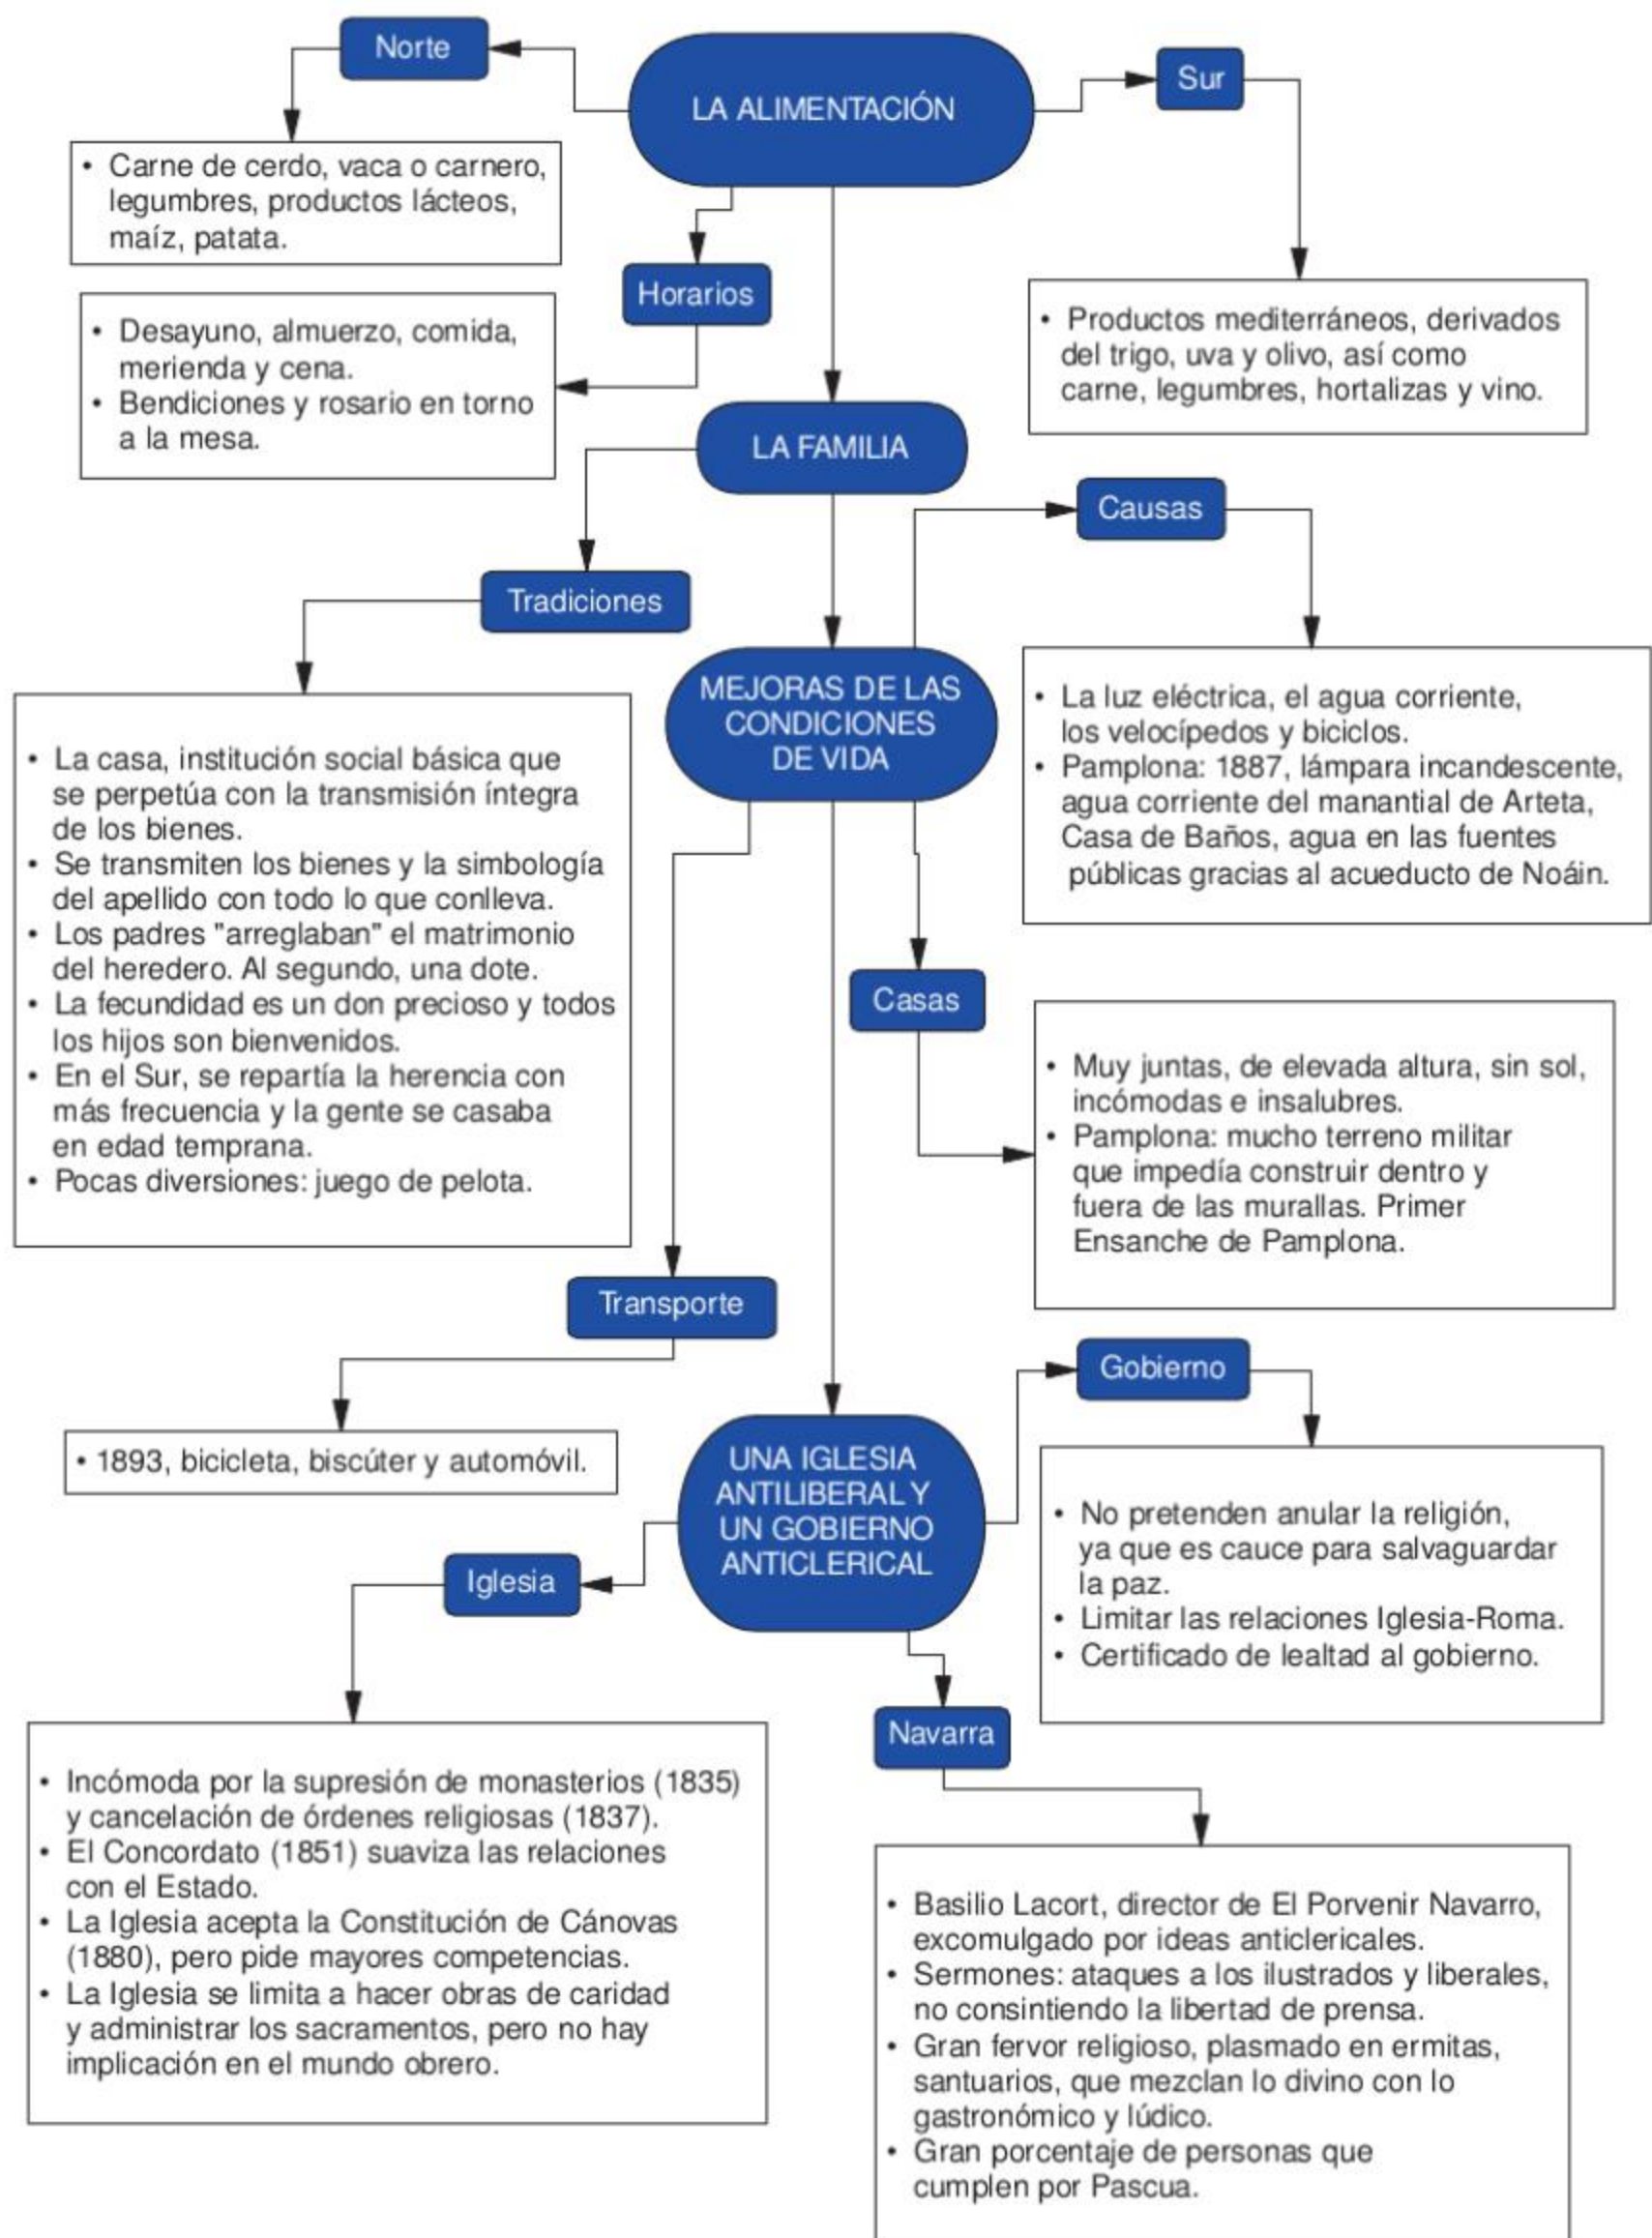 Norte
LA ALIMENTACIÓN
Sur
• Carne de cerdo, vaca o carnero,
legumbres, productos lácteos,
maíz, patata.
Horarios
• Desayuno, almuerzo, comida,
merienda y cena.
• Bendiciones y rosario en torno
a la mesa.
• Productos mediterráneos, derivados
del trigo, uva y olivo, así como
carne, legumbres, hortalizas y vino.
LA FAMILIA
Causas
Tradiciones
MEJORAS DE LAS
CONDICIONES
DE VIDA
• La luz eléctrica, el agua corriente,
los velocípedos y biciclos.
• Pamplona: 1887, lámpara incandescente,
agua corriente del manantial de Arteta,
Casa de Baños, agua en las fuentes
públicas gracias al acueducto de Noáin.
• La casa, institución social básica que
se perpetúa con la transmisión íntegra
de los bienes.
• Se transmiten los bienes y la simbología
del apellido con todo lo que conlleva.
• Los padres "arreglaban" el matrimonio
del heredero. Al segundo, una dote.
• La fecundidad es un don precioso y todos
los hijos son bienvenidos.
• En el Sur, se repartía la herencia con
más frecuencia y la gente se casaba
en edad temprana.
• Pocas diversiones: juego de pelota.
Casas
• Muy juntas, de elevada altura, sin sol,
incómodas e insalubres.
• Pamplona: mucho terreno militar
que impedía construir dentro y
fuera de las murallas. Primer
Ensanche de Pamplona.
Transporte
• 1893, bicicleta, biscúter y automóvil.
Gobierno
UNA IGLESIA
ANTILIBERAL Y
UN GOBIERNO
ANTICLERICAL
• No pretenden anular la religión,
ya que es cauce para salvaguardar
la paz.
• Limitar las relaciones Iglesia-Roma.
• Certificado de lealtad al gobierno.
Iglesia
Navarra
• Incómoda por la supresión de monasterios (1835)
y cancelación de órdenes religiosas (1837).
• El Concordato (1851) suaviza las relaciones
con el Estado.
• La Iglesia acepta la Constitución de Cánovas
(1880), pero pide mayores competencias.
• La Iglesia se limita a hacer obras de caridad
y administrar los sacramentos, pero no hay
implicación en el mundo obrero.
• Basilio Lacort, director de El Porvenir Navarro,
excomulgado por ideas anticlericales.
• Sermones: ataques a los ilustrados y liberales,
no consintiendo la libertad de prensa.
• Gran fervor religioso, plasmado en ermitas,
santuarios, que mezclan lo divino con lo
gastronómico y lúdico.
• Gran porcentaje de personas que
cumplen por Pascua.